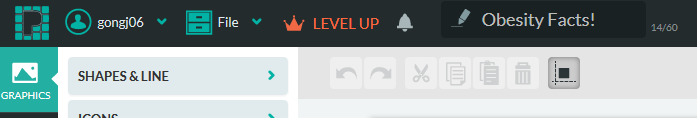 gongj06 File LEVEL UP Obesity Facts! 14/60
SHAPES & LINE
GRAPHICS
ICONS